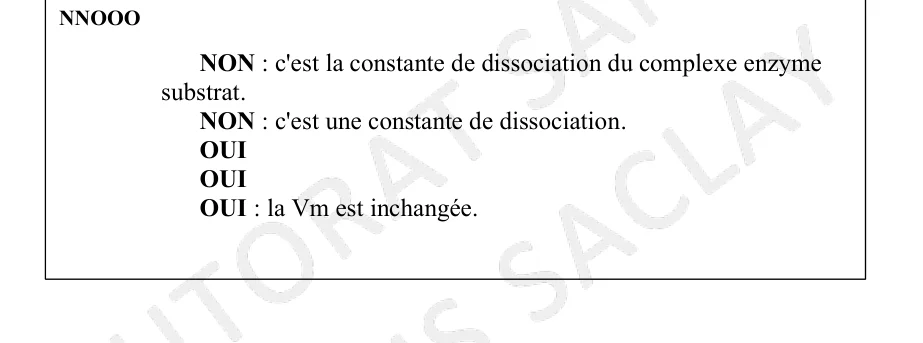 NNOOO
NON : c'est la constante de dissociation du complexe enzyme
substrat.
NON : c'est une constante de dissociation.
OUI
OUI
OUI : la Vm est inchangée.